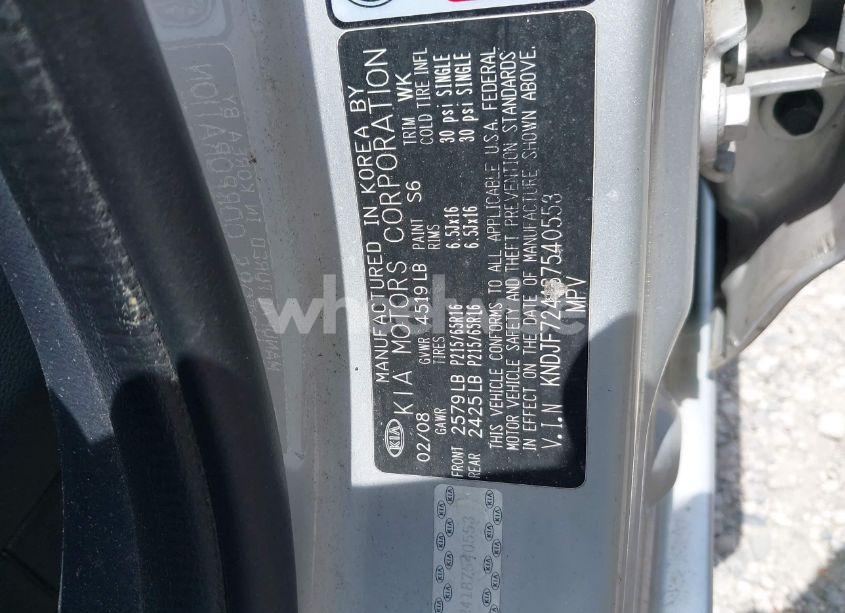 MANUFACTURED IN KOREA BY
KIA KIA MOTORS CORPORATION
02/08 GVWR 4519 LB PAINT S6 TRIM WK
GAWR TIRES RIMS COLD TIRE INFL
FRONT 2579 LB P215/65R16 6.5Jx16 30 psi SINGLE
REAR 2425 LB P215/65R16 6.5Jx16 30 psi SINGLE
THIS VEHICLE CONFORMS TO ALL APPLICABLE U.S.A. FEDERAL
MOTOR VEHICLE SAFETY AND THEFT PREVENTION STANDARDS
IN EFFECT ON THE DATE OF MANUFACTURE SHOWN ABOVE.
V.I.N KNDJF724187540553
MPV